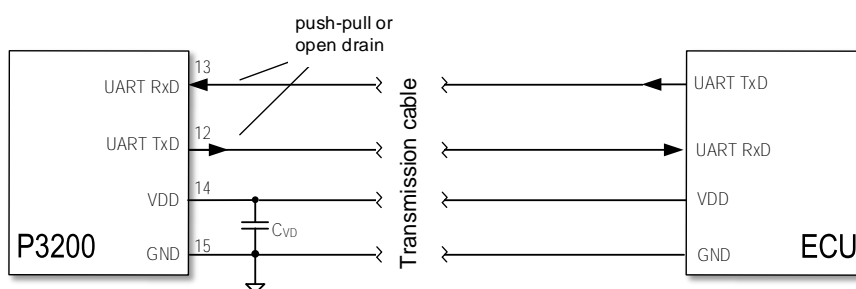 push-pull or
open drain
13
UART RxD
UART TxD
12
UART TxD
UART RxD
14
VDD
VDD
CVD
P3200
15
GND
GND
ECU
Transmission cable